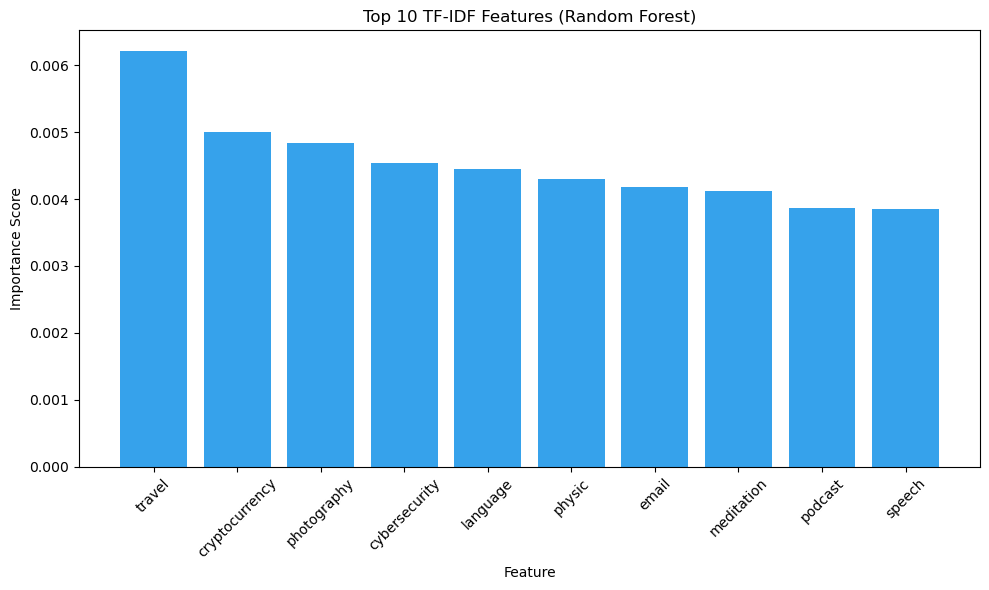 Top 10 TF-IDF Features (Random Forest)
Importance Score
0.006
0.005
0.004
0.003
0.002
0.001
0.000
travel
cryptocurrency
photography
cybersecurity
language
physic
email
meditation
podcast
speech
Feature